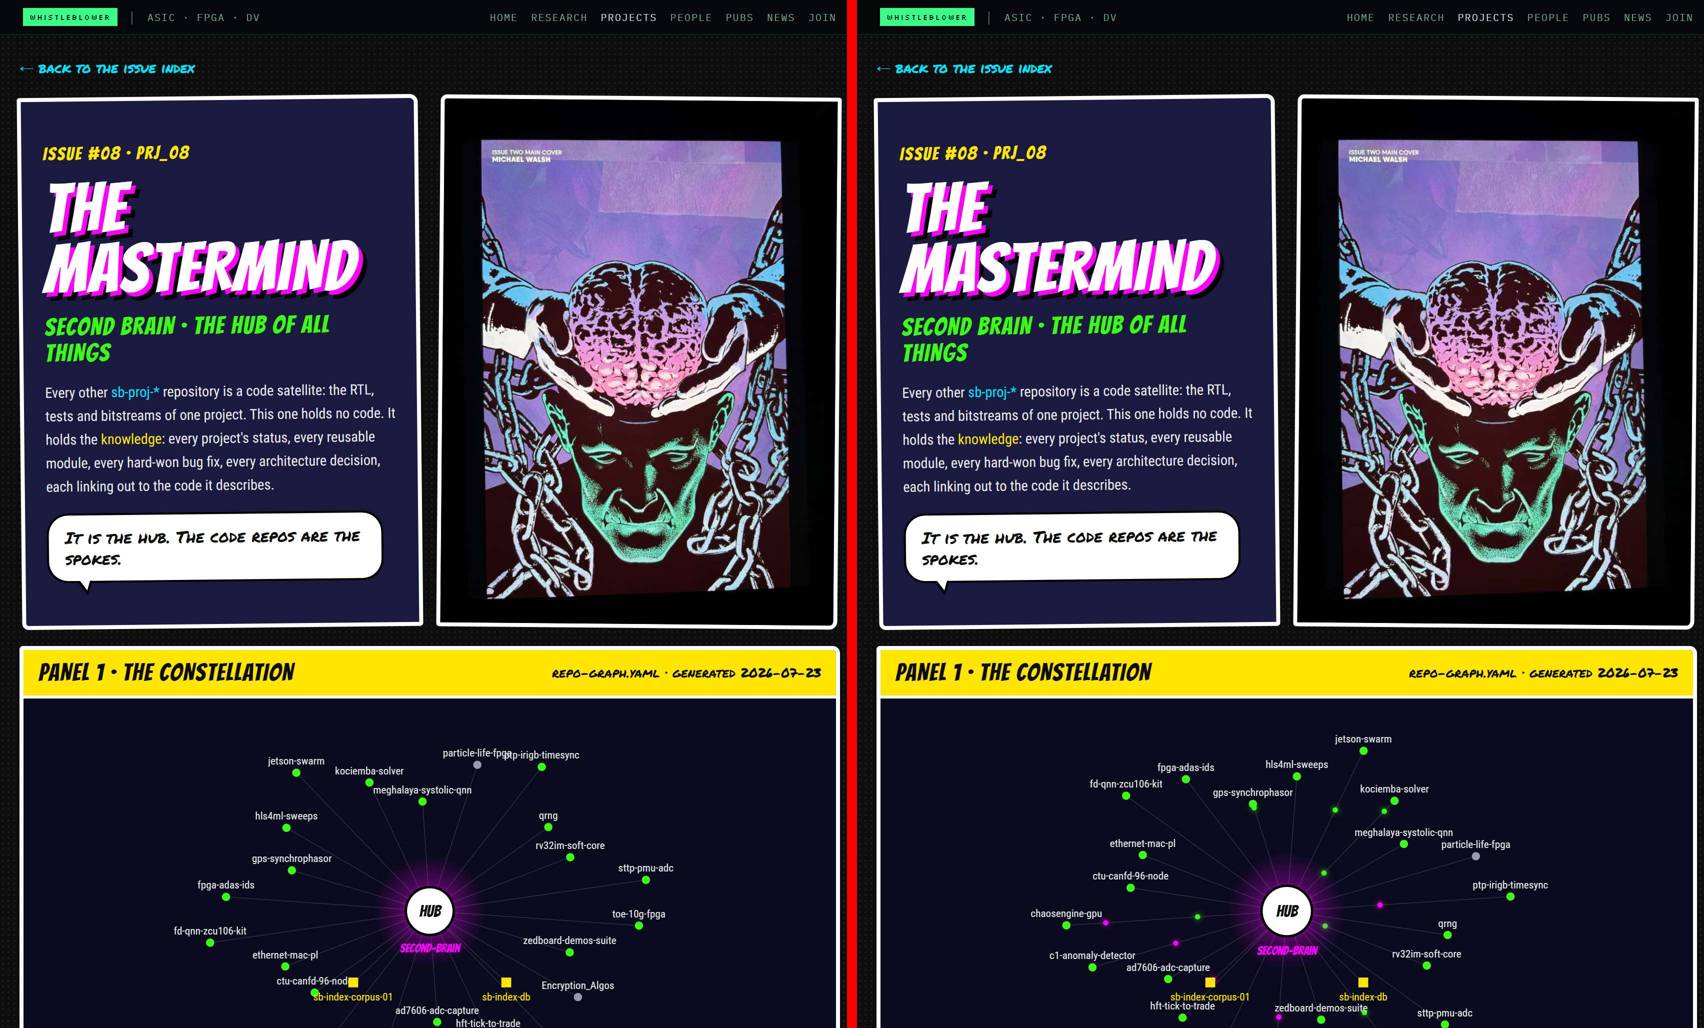 WHISTLEBLOWER | ASIC · FPGA · DV
HOME RESEARCH PROJECTS PEOPLE PUBS NEWS JOIN
← BACK TO THE ISSUE INDEX
ISSUE #08 · PRJ_08
THE
MASTERMIND
SECOND BRAIN · THE HUB OF ALL
THINGS
Every other sb-proj-* repository is a code satellite: the RTL,
tests and bitstreams of one project. This one holds no code. It
holds the knowledge: every project's status, every reusable
module, every hard-won bug fix, every architecture decision,
each linking out to the code it describes.
IT IS THE HUB. THE CODE REPOS ARE THE
SPOKES.
ISSUE TWO MAIN COVER
MICHAEL WALSH
PANEL 1 · THE CONSTELLATION
REPO-GRAPH.YAML · GENERATED 2026-07-23
particle-life-fpga
ptp-irigb-timesync
jetson-swarm
kociemba-solver
meghalaya-systolic-qnn
hls4ml-sweeps
qrng
rv32im-soft-core
gps-synchrophasor
sttp-pmu-adc
fpga-adas-ids
HUB
toe-10g-fpga
fd-qnn-zcu106-kit
SECOND-BRAIN
zedboard-demos-suite
ethernet-mac-pl
ctu-canfd-96-node
Encryption_Algos
sb-index-corpus-01
sb-index-db
ad7606-adc-capture
hft-tick-to-trade
WHISTLEBLOWER | ASIC · FPGA · DV
HOME RESEARCH PROJECTS PEOPLE PUBS NEWS JOIN
← BACK TO THE ISSUE INDEX
ISSUE #08 · PRJ_08
THE
MASTERMIND
SECOND BRAIN · THE HUB OF ALL
THINGS
Every other sb-proj-* repository is a code satellite: the RTL,
tests and bitstreams of one project. This one holds no code. It
holds the knowledge: every project's status, every reusable
module, every hard-won bug fix, every architecture decision,
each linking out to the code it describes.
IT IS THE HUB. THE CODE REPOS ARE THE
SPOKES.
ISSUE TWO MAIN COVER
MICHAEL WALSH
PANEL 1 · THE CONSTELLATION
REPO-GRAPH.YAML · GENERATED 2026-07-23
jetson-swarm
fpga-adas-ids
hls4ml-sweeps
fd-qnn-zcu106-kit
gps-synchrophasor
kociemba-solver
meghalaya-systolic-qnn
ethernet-mac-pl
particle-life-fpga
ctu-canfd-96-node
ptp-irigb-timesync
chaosengine-gpu
HUB
qrng
SECOND-BRAIN
c1-anomaly-detector
rv32im-soft-core
ad7606-adc-capture
sb-index-corpus-01
sb-index-db
hft-tick-to-trade
zedboard-demos-suite
sttp-pmu-adc